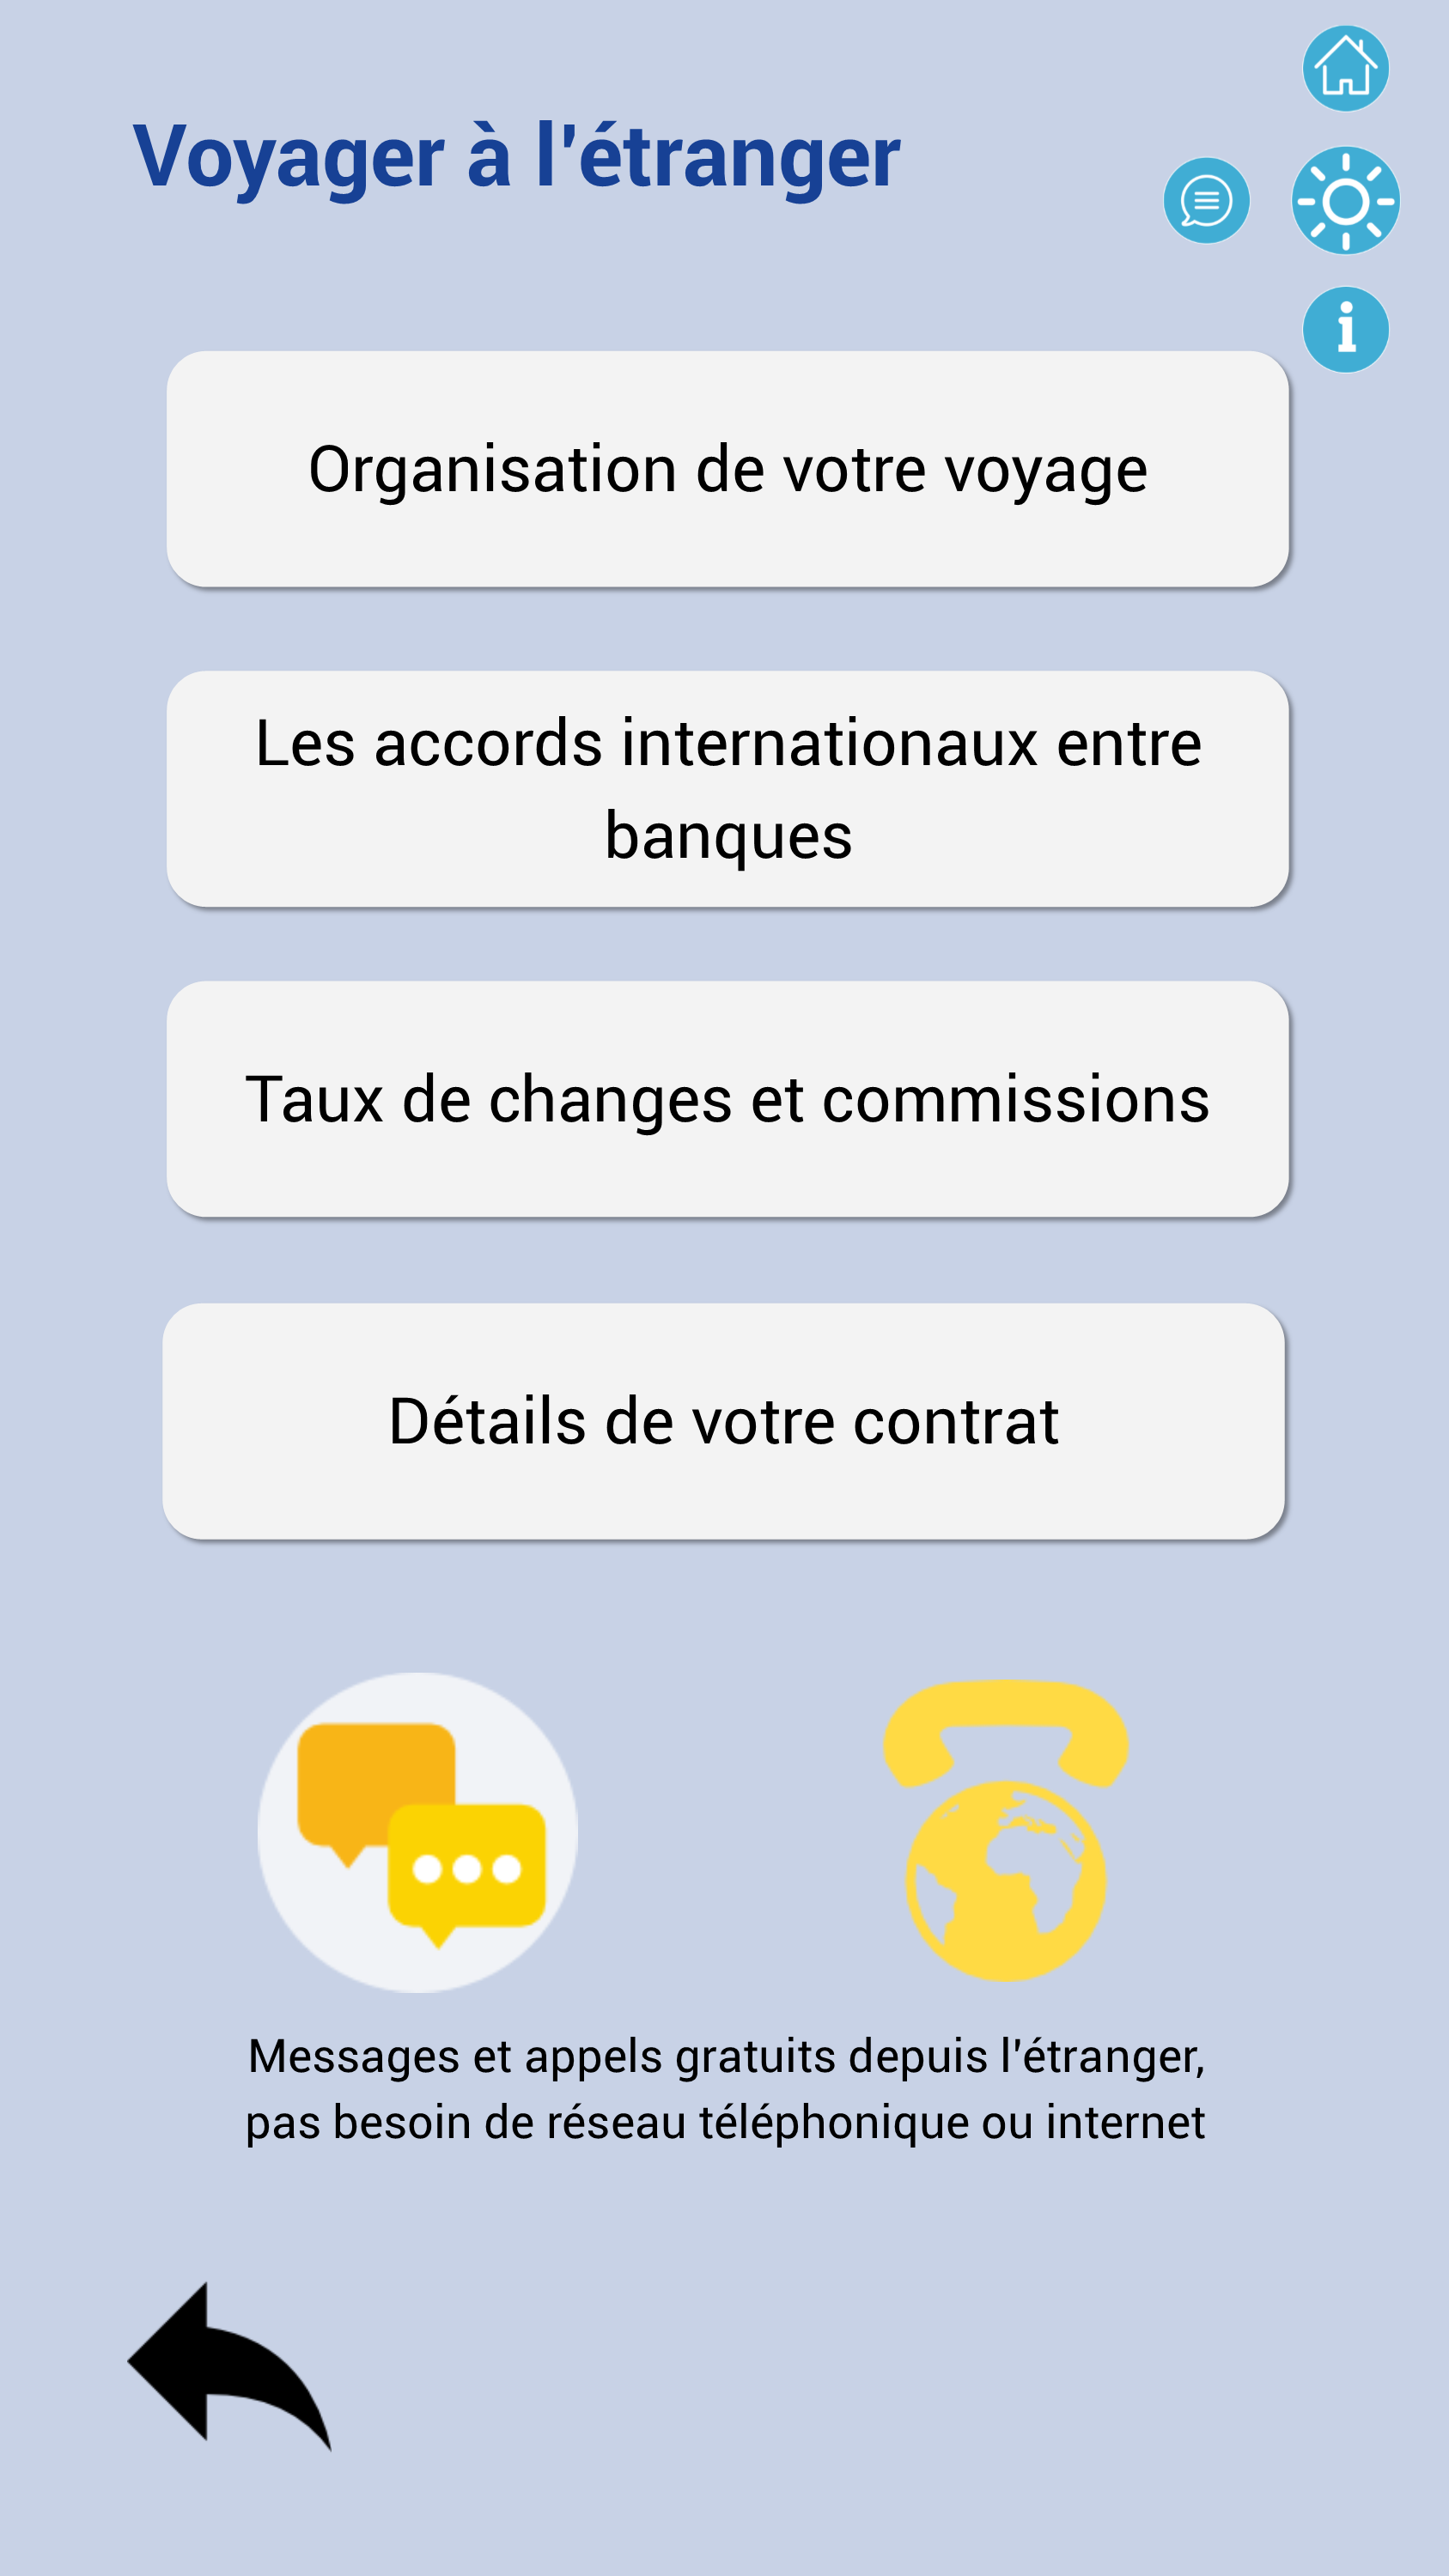 Voyager à l'étranger
Organisation de votre voyage
Les accords internationaux entre
banques
Taux de changes et commissions
Détails de votre contrat
Messages et appels gratuits depuis l'étranger,
pas besoin de réseau téléphonique ou internet